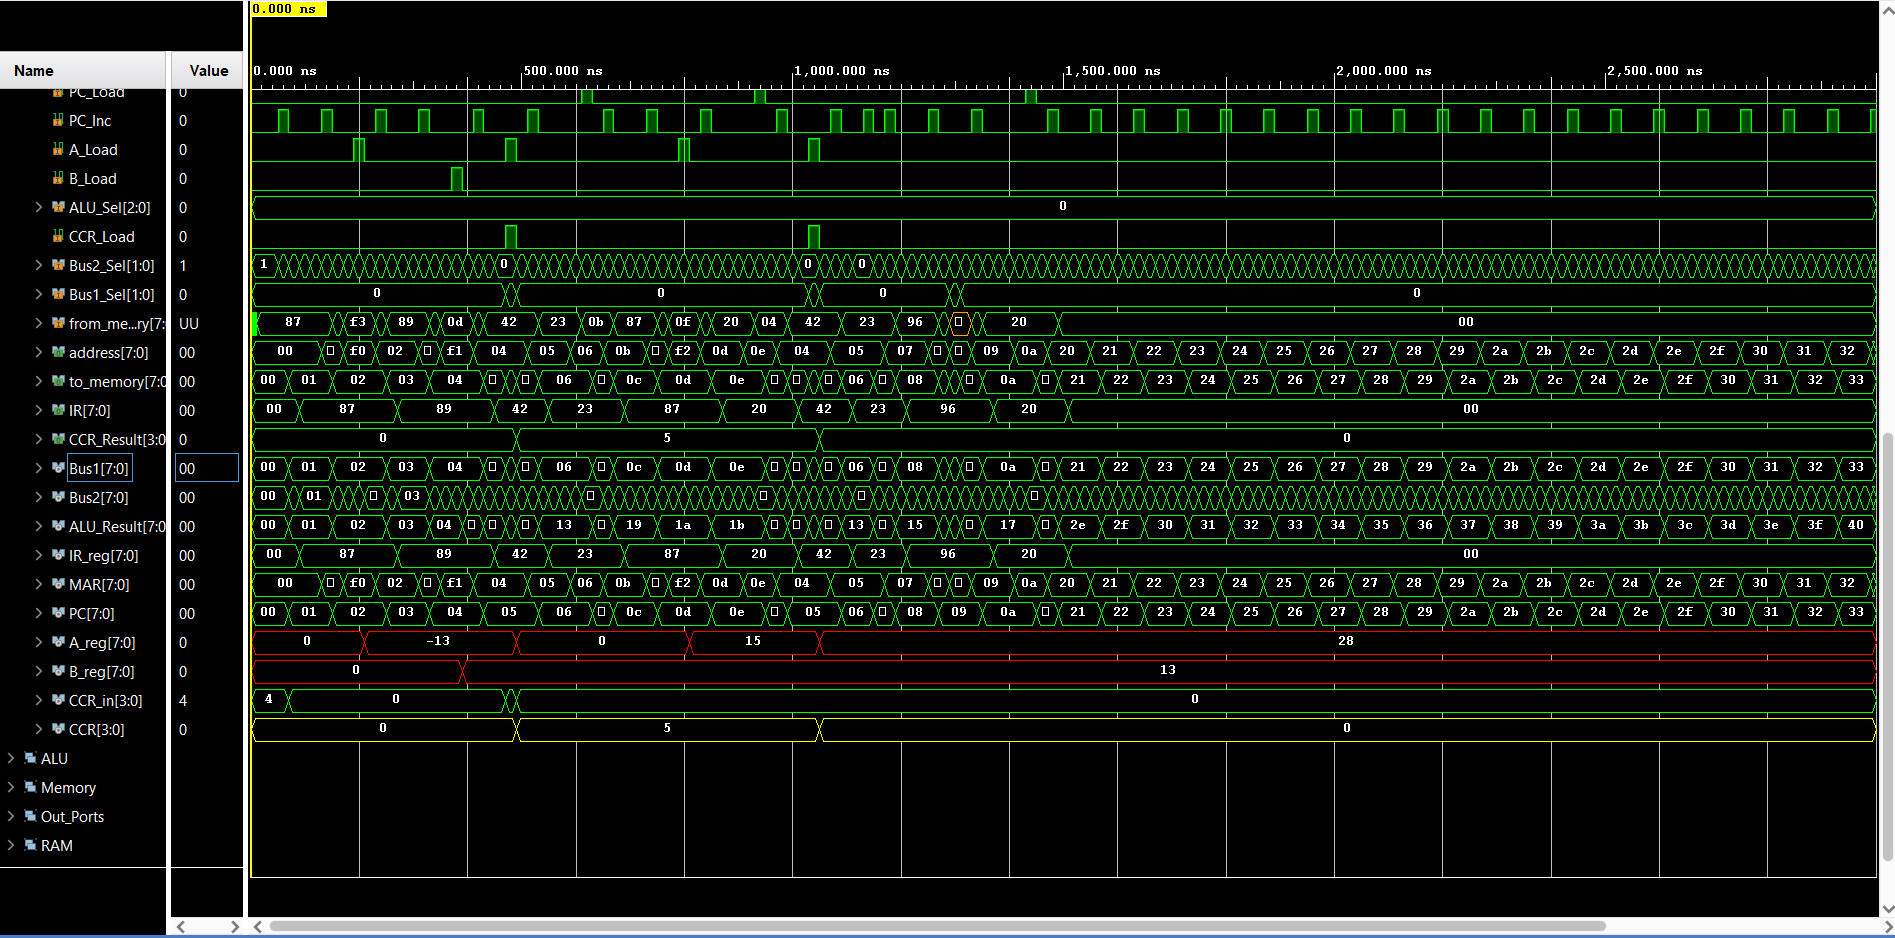 0.000 ns
Name Value
0.000 ns 500.000 ns 1,000.000 ns 1,500.000 ns 2,000.000 ns 2,500.000 ns
PC_Load 0
PC_Inc 0
A_Load 0
B_Load 0
ALU_Sel[2:0] 0 0
CCR_Load 0
Bus2_Sel[1:0] 1 1 0 0 0
Bus1_Sel[1:0] 0 0 0 0 0
from_me...ry[7: UU 87 f3 89 0d 42 23 0b 87 0f 20 04 42 23 96 20 00
address[7:0] 00 00 f0 02 f1 04 05 06 0b f2 0d 0e 04 05 07 09 0a 20 21 22 23 24 25 26 27 28 29 2a 2b 2c 2d 2e 2f 30 31 32
to_memory[7:0 00 00 01 02 03 04 06 0c 0d 0e 06 08 0a 21 22 23 24 25 26 27 28 29 2a 2b 2c 2d 2e 2f 30 31 32 33
IR[7:0] 00 00 87 89 42 23 87 20 42 23 96 20 00
CCR_Result[3:0 0 0 5 0
Bus1[7:0] 00 00 01 02 03 04 06 0c 0d 0e 06 08 0a 21 22 23 24 25 26 27 28 29 2a 2b 2c 2d 2e 2f 30 31 32 33
Bus2[7:0] 00 00 01 03
ALU_Result[7:0 00 00 01 02 03 04 13 19 1a 1b 13 15 17 2e 2f 30 31 32 33 34 35 36 37 38 39 3a 3b 3c 3d 3e 3f 40
IR_reg[7:0] 00 00 87 89 42 23 87 20 42 23 96 20 00
MAR[7:0] 00 00 f0 02 f1 04 05 06 0b f2 0d 0e 04 05 07 09 0a 20 21 22 23 24 25 26 27 28 29 2a 2b 2c 2d 2e 2f 30 31 32
PC[7:0] 00 00 01 02 03 04 05 06 0c 0d 0e 05 06 08 09 0a 21 22 23 24 25 26 27 28 29 2a 2b 2c 2d 2e 2f 30 31 32 33
A_reg[7:0] 0 0 -13 0 15 28
B_reg[7:0] 0 0 13
CCR_in[3:0] 4 4 0 0
CCR[3:0] 0 0 5 0
ALU
Memory
Out_Ports
RAM